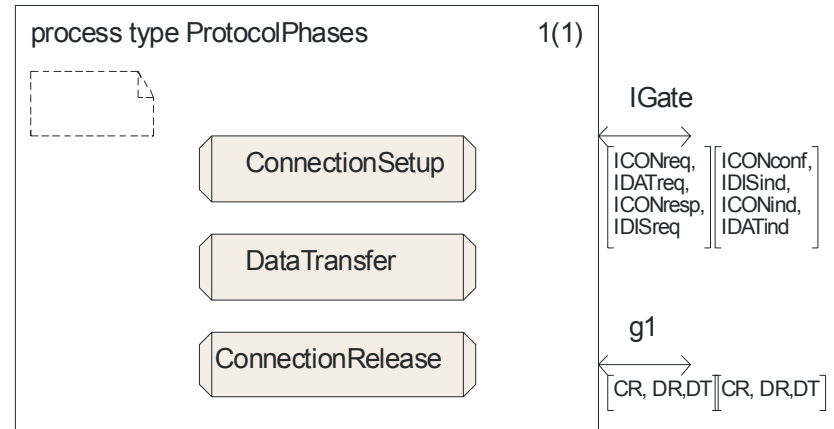 process type ProtocolPhases 1(1)
IGate
ConnectionSetup
[ICONreq, IDATreq, ICONresp, IDISreq]
[ICONconf, IDISind, ICONind, IDATind]
DataTransfer
g1
ConnectionRelease
[CR, DR,DT] [CR, DR,DT]